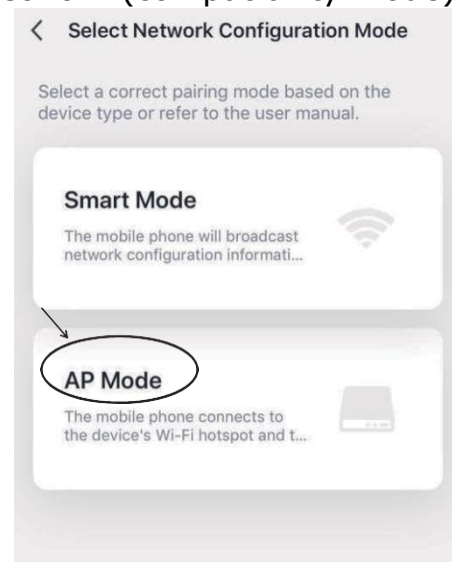 Select Network Configuration Mode
Select a correct pairing mode based on the
device type or refer to the user manual.
Smart Mode
The mobile phone will broadcast
network configuration informati...
AP Mode
The mobile phone connects to
the device's Wi-Fi hotspot and t...